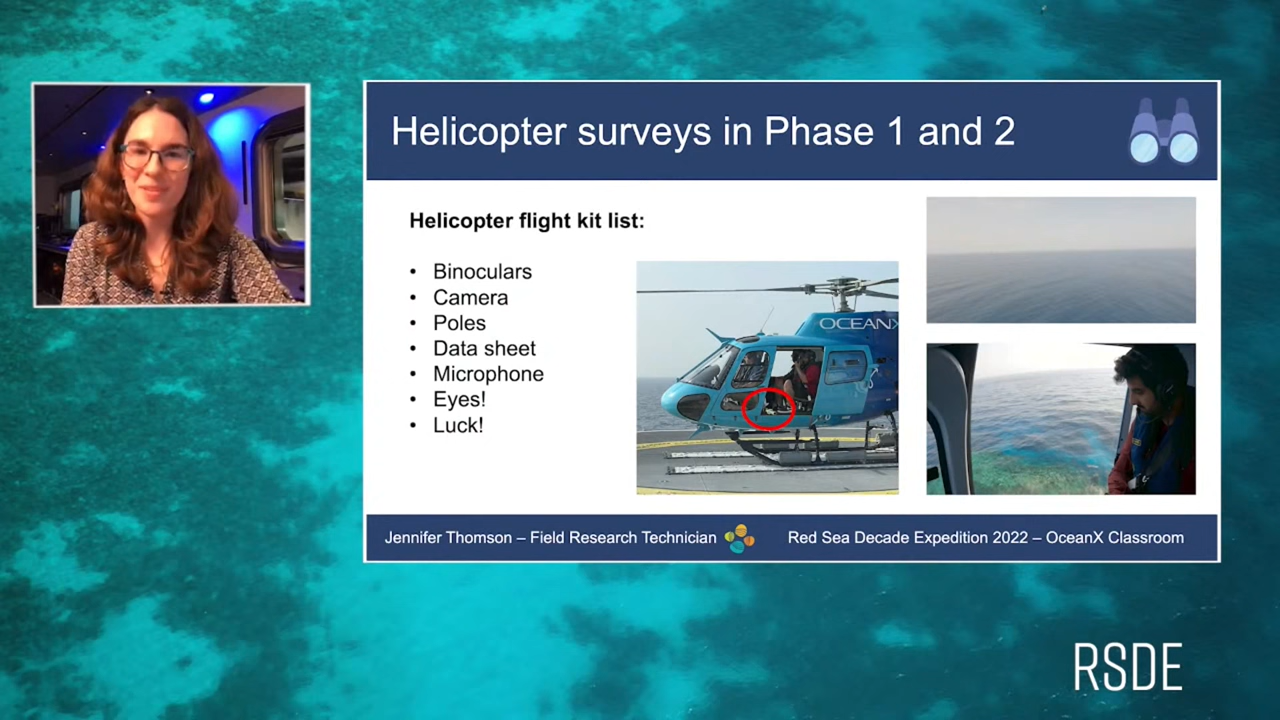 Helicopter surveys in Phase 1 and 2
Helicopter flight kit list:
• Binoculars
• Camera
• Poles
• Data sheet
• Microphone
• Eyes!
• Luck!
OCEANX
Jennifer Thomson – Field Research Technician
Red Sea Decade Expedition 2022 – OceanX Classroom
RSDE